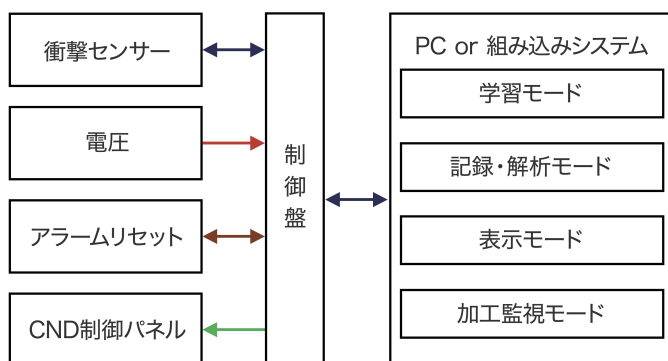 衝撃センサー
電圧
アラームリセット
CND制御パネル
制御盤
PC or 組み込みシステム
学習モード
記録・解析モード
表示モード
加工監視モード